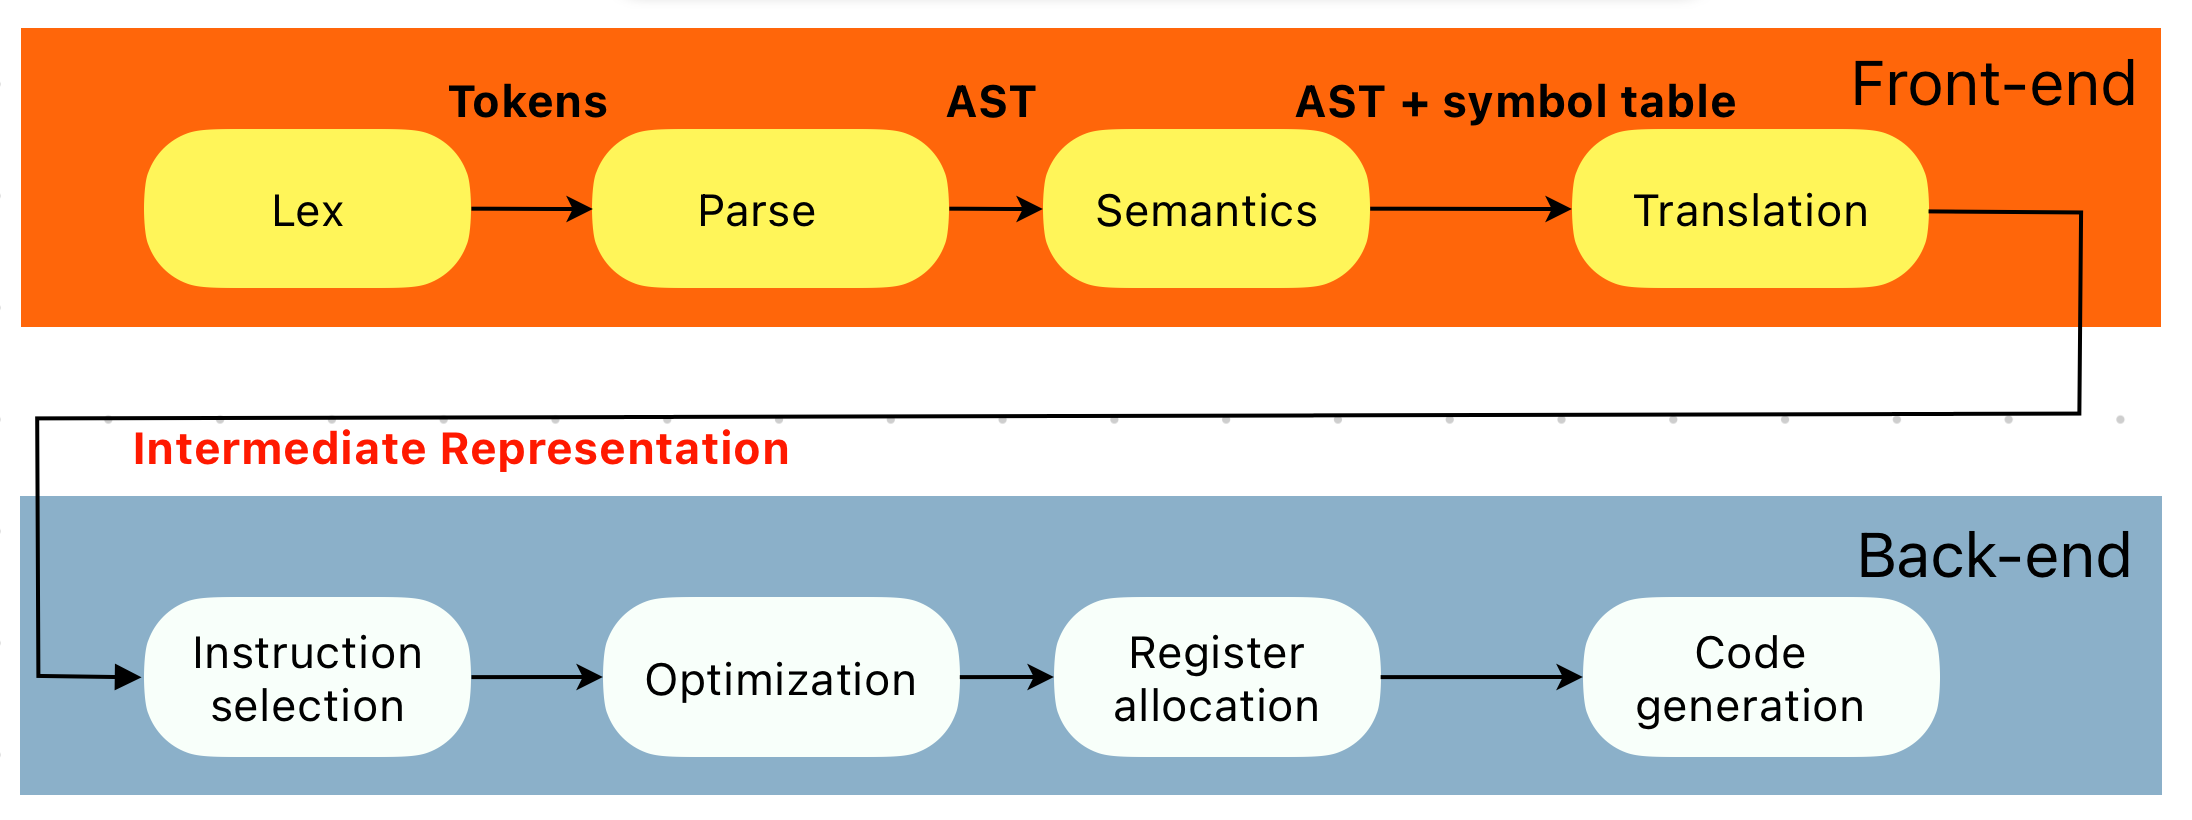 Front-end
Tokens
AST
AST + symbol table
Lex
Parse
Semantics
Translation
Intermediate Representation
Back-end
Instruction
selection
Optimization
Register
allocation
Code
generation